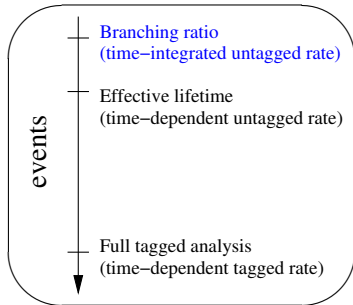 Branching ratio
(time−integrated untagged rate)
Effective lifetime
(time−dependent untagged rate)
events
Full tagged analysis
(time−dependent tagged rate)